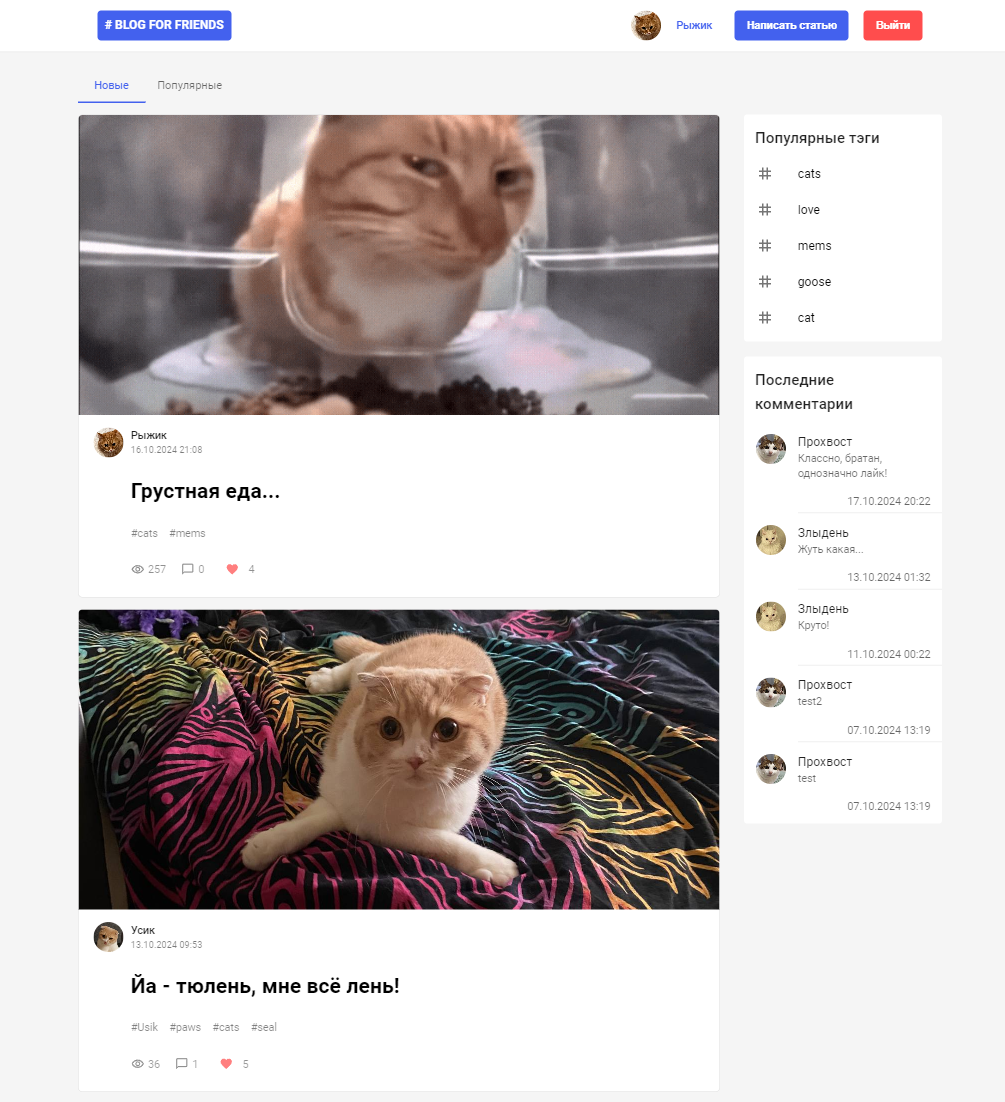 # BLOG FOR FRIENDS
Рыжик
Написать статью
Выйти
Новые
Популярные
Рыжик
16.10.2024 21:08
Грустная еда...
#cats #mems
257 0 4
Усик
13.10.2024 09:53
Йа - тюлень, мне всё лень!
#Usik #paws #cats #seal
36 1 5
Популярные тэги
# cats
# love
# mems
# goose
# cat
Последние
комментарии
Прохвост
Классно, братан,
однозначно лайк!
17.10.2024 20:22
Злыдень
Жуть какая...
13.10.2024 01:32
Злыдень
Круто!
11.10.2024 00:22
Прохвост
test2
07.10.2024 13:19
Прохвост
test
07.10.2024 13:19